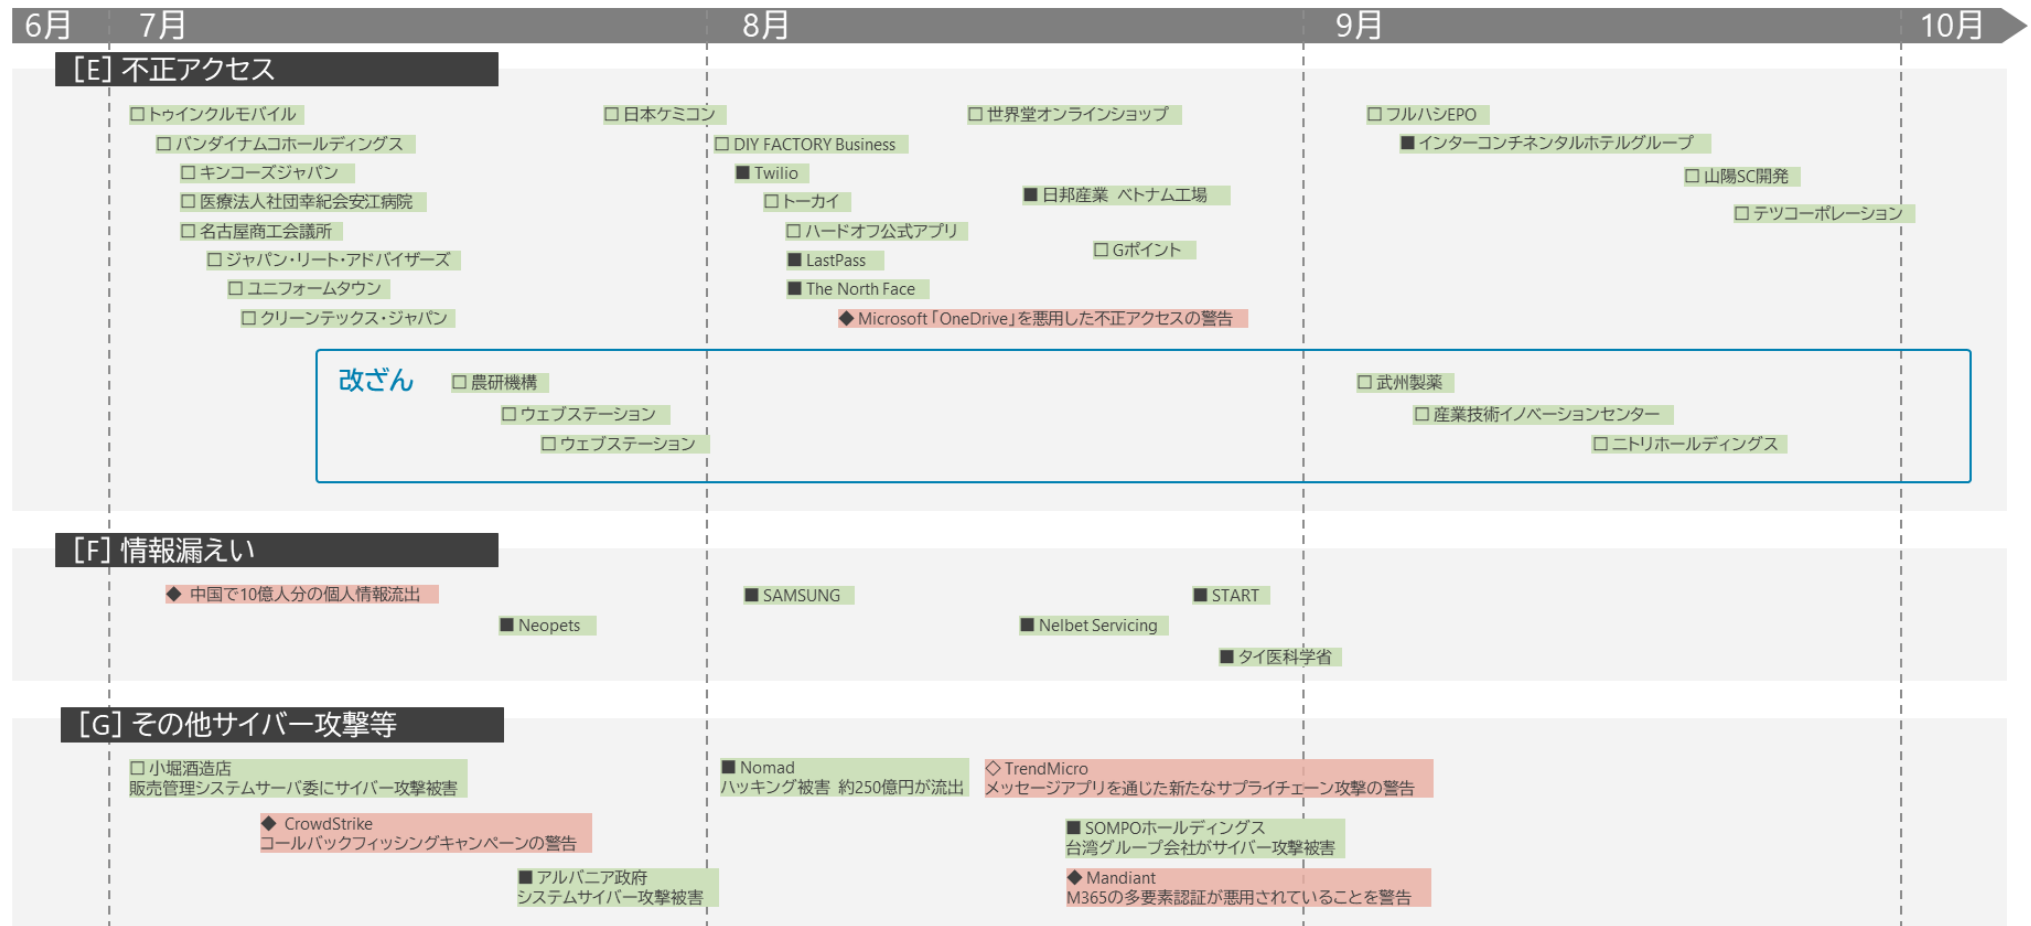 6月 7月 8月 9月 10月
[E] 不正アクセス
□ トゥインクルモバイル
□ バンダイナムコホールディングス
□ キンコーズジャパン
□ 医療法人社団幸紀会安江病院
□ 名古屋商工会議所
□ ジャパン・リート・アドバイザーズ
□ ユニフォームタウン
□ クリーンテックス・ジャパン
□ 日本ケミコン
□ DIY FACTORY Business
■ Twilio
□ トーカイ
□ ハードオフ公式アプリ
■ LastPass
■ The North Face
◆ Microsoft「OneDrive」を悪用した不正アクセスの警告
□ 世界堂オンラインショップ
■ 日邦産業 ベトナム工場
□ Gポイント
□ フルハシEPO
■ インターコンチネンタルホテルグループ
□ 山陽SC開発
□ テツコーポレーション
改ざん
□ 農研機構
□ ウェブステーション
□ ウェブステーション
□ 武州製薬
□ 産業技術イノベーションセンター
□ ニトリホールディングス
[F] 情報漏えい
◆ 中国で10億人分の個人情報流出
■ Neopets
■ SAMSUNG
■ Nelbet Servicing
■ START
■ タイ医科学省
[G] その他サイバー攻撃等
□ 小堀酒造店
販売管理システムサーバ委にサイバー攻撃被害
◆ CrowdStrike
コールバックフィッシングキャンペーンの警告
■ アルバニア政府
システムサイバー攻撃被害
■ Nomad
ハッキング被害 約250億円が流出
◇ TrendMicro
メッセージアプリを通じた新たなサプライチェーン攻撃の警告
■ SOMPOホールディングス
台湾グループ会社がサイバー攻撃被害
◆ Mandiant
M365の多要素認証が悪用されていることを警告